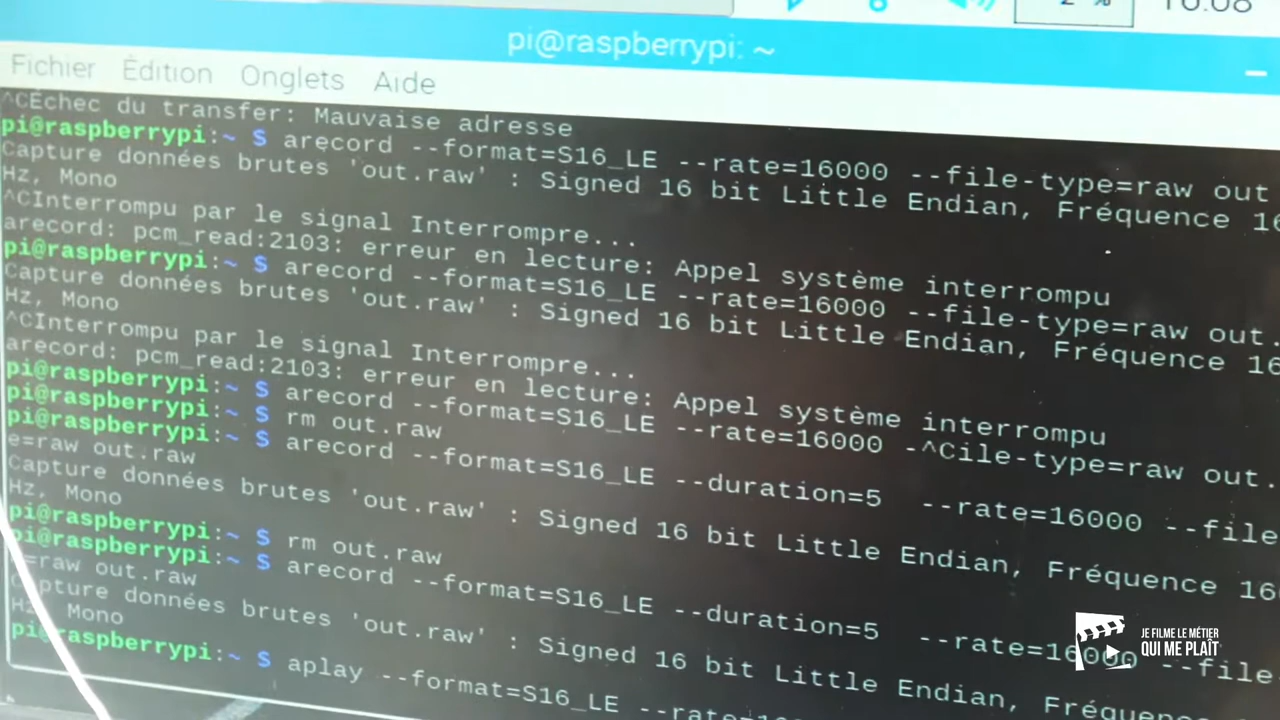 pi@raspberrypi: ~
Fichier Édition Onglets Aide
^CÉchec du transfer: Mauvaise adresse
pi@raspberrypi:~ $ arecord --format=S16_LE --rate=16000 --file-type=raw out
Capture données brutes 'out.raw' : Signed 16 bit Little Endian, Fréquence 16
Hz, Mono
^CInterrompu par le signal Interrompre...
arecord: pcm_read:2103: erreur en lecture: Appel système interrompu
pi@raspberrypi:~ $ arecord --format=S16_LE --rate=16000 --file-type=raw out.
Capture données brutes 'out.raw' : Signed 16 bit Little Endian, Fréquence 16
Hz, Mono
^CInterrompu par le signal Interrompre...
arecord: pcm_read:2103: erreur en lecture: Appel système interrompu
pi@raspberrypi:~ $ arecord --format=S16_LE --rate=16000 -^Cile-type=raw out.
pi@raspberrypi:~ $ rm out.raw
pi@raspberrypi:~ $ arecord --format=S16_LE --duration=5 --rate=16000 --file
e=raw out.raw
Capture données brutes 'out.raw' : Signed 16 bit Little Endian, Fréquence 16
Hz, Mono
pi@raspberrypi:~ $ rm out.raw
pi@raspberrypi:~ $ arecord --format=S16_LE --duration=5 --rate=16000 --file
e=raw out.raw
Capture données brutes 'out.raw' : Signed 16 bit Little Endian, Fréquence
Hz, Mono
pi@raspberrypi:~ $ aplay --format=S16_LE
JE FILME LE MÉTIER
QUI ME PLAÎT